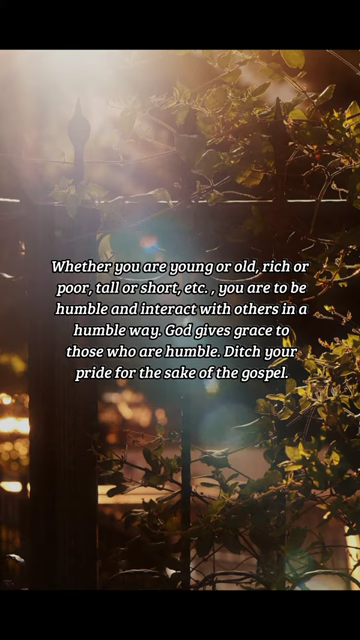 Whether you are young or old, rich or
poor, tall or short, etc. , you are to be
humble and interact with others in a
humble way. God gives grace to
those who are humble. Ditch your
pride for the sake of the gospel.